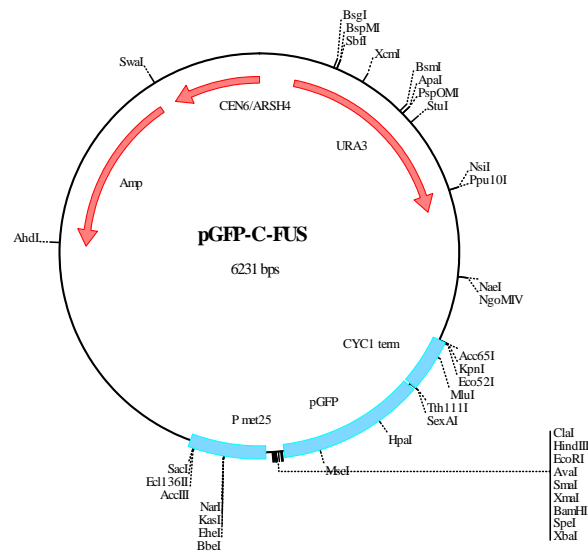 BsgI
BspMI
SbfI
XcmI
SwaI
BsmI
ApaI
PspOMI
StuI
CEN6/ARSH4
URA3
NsiI
Ppu10I
Amp
AhdI
pGFP-C-FUS
6231 bps
NaeI
NgoMIV
CYC1 term
Acc65I
KpnI
Eco52I
MluI
pGFP
Tth111I
SexAI
P met25
HpaI
MseI
SacI
Ecl136II
AccIII
NarI
KasI
EheI
BbeI
ClaI
HindIII
EcoRI
AvaI
SmaI
XmaI
BamHI
SpeI
XbaI